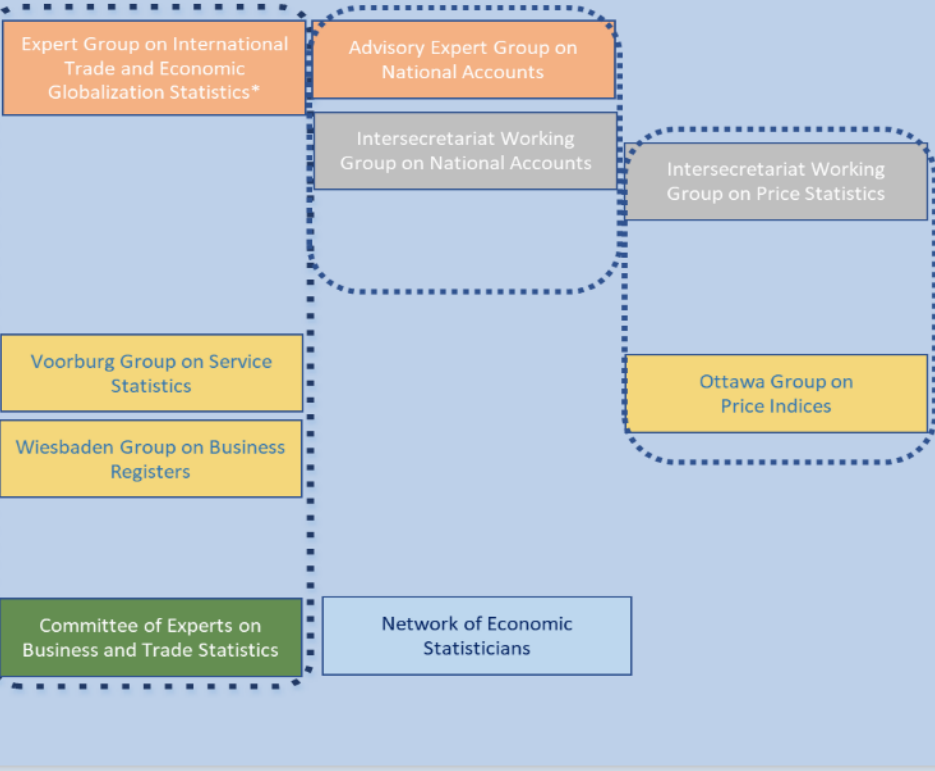 Expert Group on International
Trade and Economic
Globalization Statistics*
Advisory Expert Group on
National Accounts
Intersecretariat Working
Group on National Accounts
Intersecretariat Working
Group on Price Statistics
Voorburg Group on Service
Statistics
Ottawa Group on
Price Indices
Wiesbaden Group on Business
Registers
Committee of Experts on
Business and Trade Statistics
Network of Economic
Statisticians